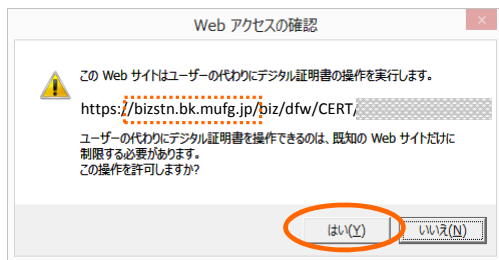 Web アクセスの確認
この Web サイトはユーザーの代わりにデジタル証明書の操作を実行します。
https://bizstn.bk.mufg.jp/biz/dfw/CERT/
ユーザーの代わりにデジタル証明書を操作できるのは、既知の Web サイトだけに
制限する必要があります。
この操作を許可しますか?
はい(Y) いいえ(N)